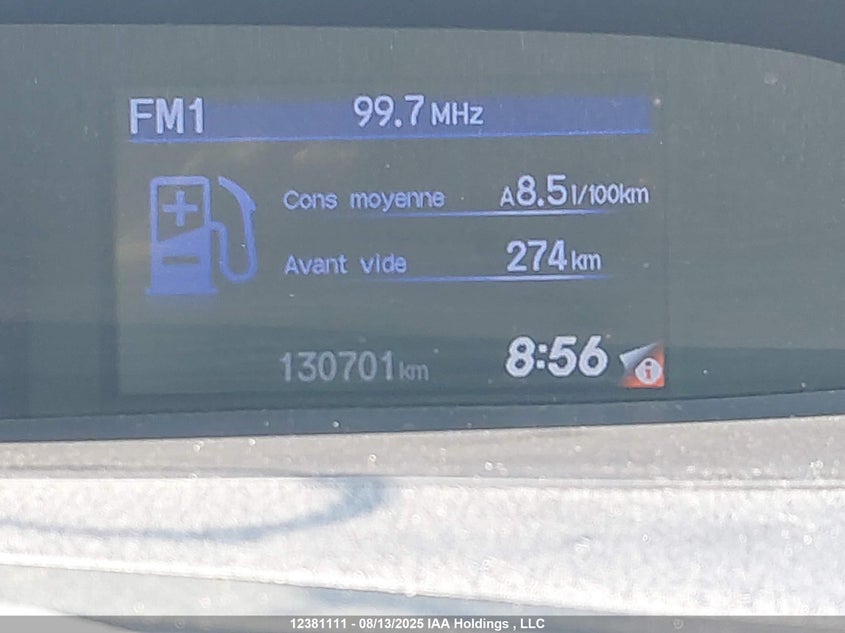 FM1 99.7 MHz
Cons moyenne A8.5 l/100km
Avant vide 274 km
130701 km 8:56 i
12381111 - 08/13/2025 IAA Holdings , LLC